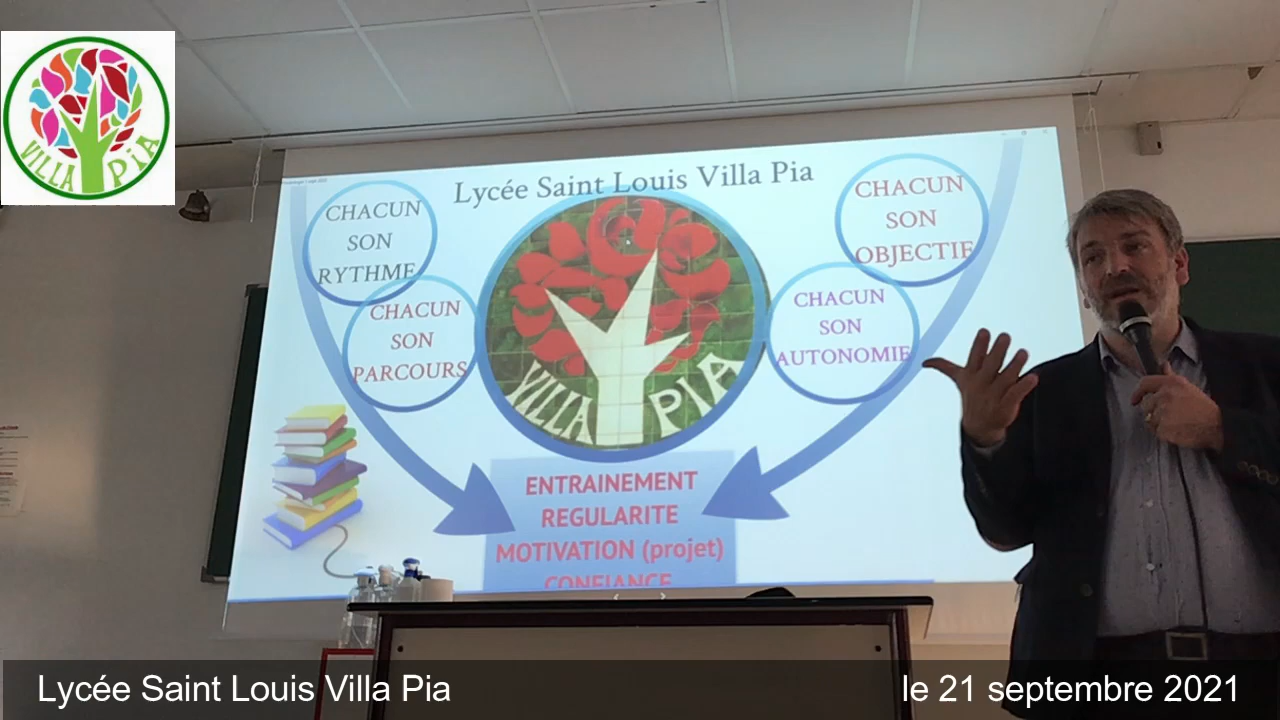 VILLA PIA
Lycée Saint Louis Villa Pia
CHACUN
SON
RYTHME
CHACUN
SON
PARCOURS
CHACUN
SON
OBJECTIF
CHACUN
SON
AUTONOMIE
VILLA PIA
ENTRAINEMENT
REGULARITE
MOTIVATION (projet)
CONFIANCE
Lycée Saint Louis Villa Pia
le 21 septembre 2021